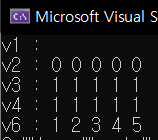 Microsoft Visual S
v1 :
v2 : 0 0 0 0 0
v3 : 1 1 1 1 1
v4 : 1 1 1 1 1
v6 : 1 2 3 4 5